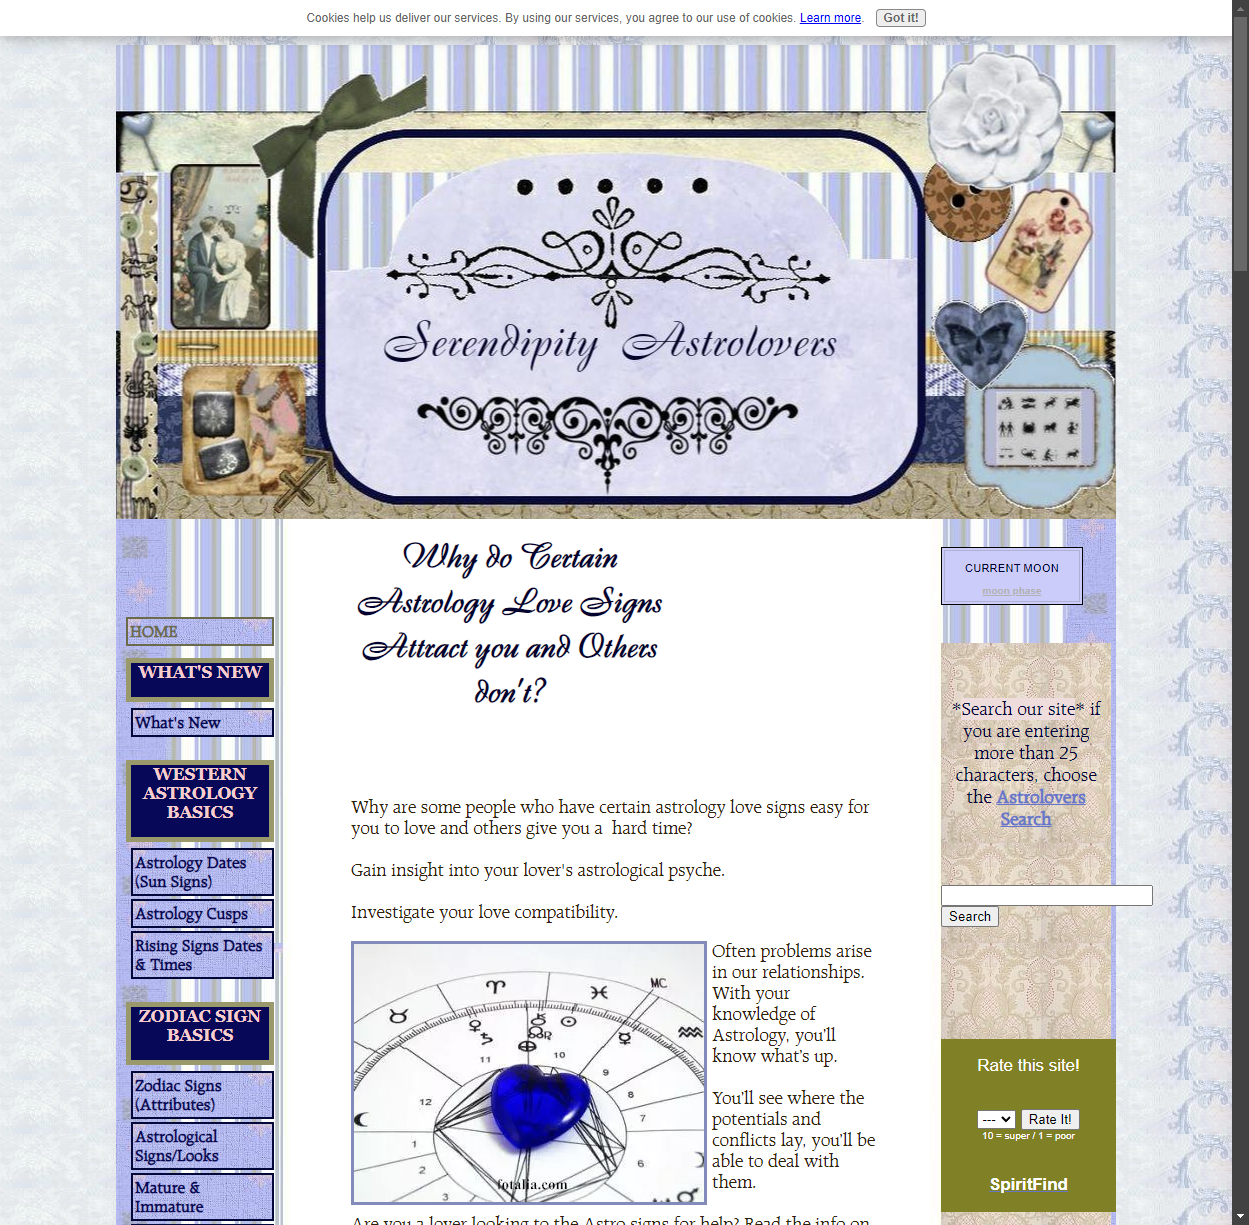 Cookies help us deliver our services. By using our services, you agree to our use of cookies. Learn more. Got it!
Serendipity Astrolovers
HOME
WHAT'S NEW
What's New
WESTERN
ASTROLOGY
BASICS
Astrology Dates
(Sun Signs)
Astrology Cusps
Rising Signs Dates
& Times
ZODIAC SIGN
BASICS
Zodiac Signs
(Attributes)
Astrological
Signs/Looks
Mature &
Immature
Why do Certain
Astrology Love Signs
Attract you and Others
don't?
Why are some people who have certain astrology love signs easy for
you to love and others give you a hard time?
Gain insight into your lover's astrological psyche.
Investigate your love compatibility.
MC
11
10
9
8
7
6
12
1
2
3
fotalia.com
Often problems arise
in our relationships.
With your
knowledge of
Astrology, you'll
know what's up.
You'll see where the
potentials and
conflicts lay, you'll be
able to deal with
them.
Are you a lover looking to the Astro signs for help? Read the info on
CURRENT MOON
moon phase
*Search our site* if
you are entering
more than 25
characters, choose
the Astrolovers
Search
Search
Rate this site!
--- Rate It!
10 = super / 1 = poor
SpiritFind